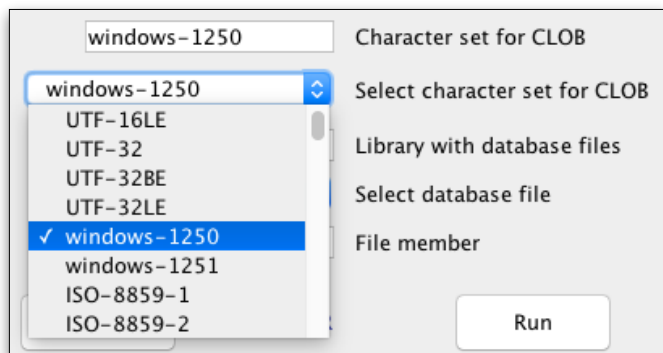 windows-1250 Character set for CLOB
windows-1250 Select character set for CLOB
UTF-16LE
UTF-32 Library with database files
UTF-32BE
UTF-32LE Select database file
✓ windows-1250 File member
windows-1251
ISO-8859-1
ISO-8859-2 Run